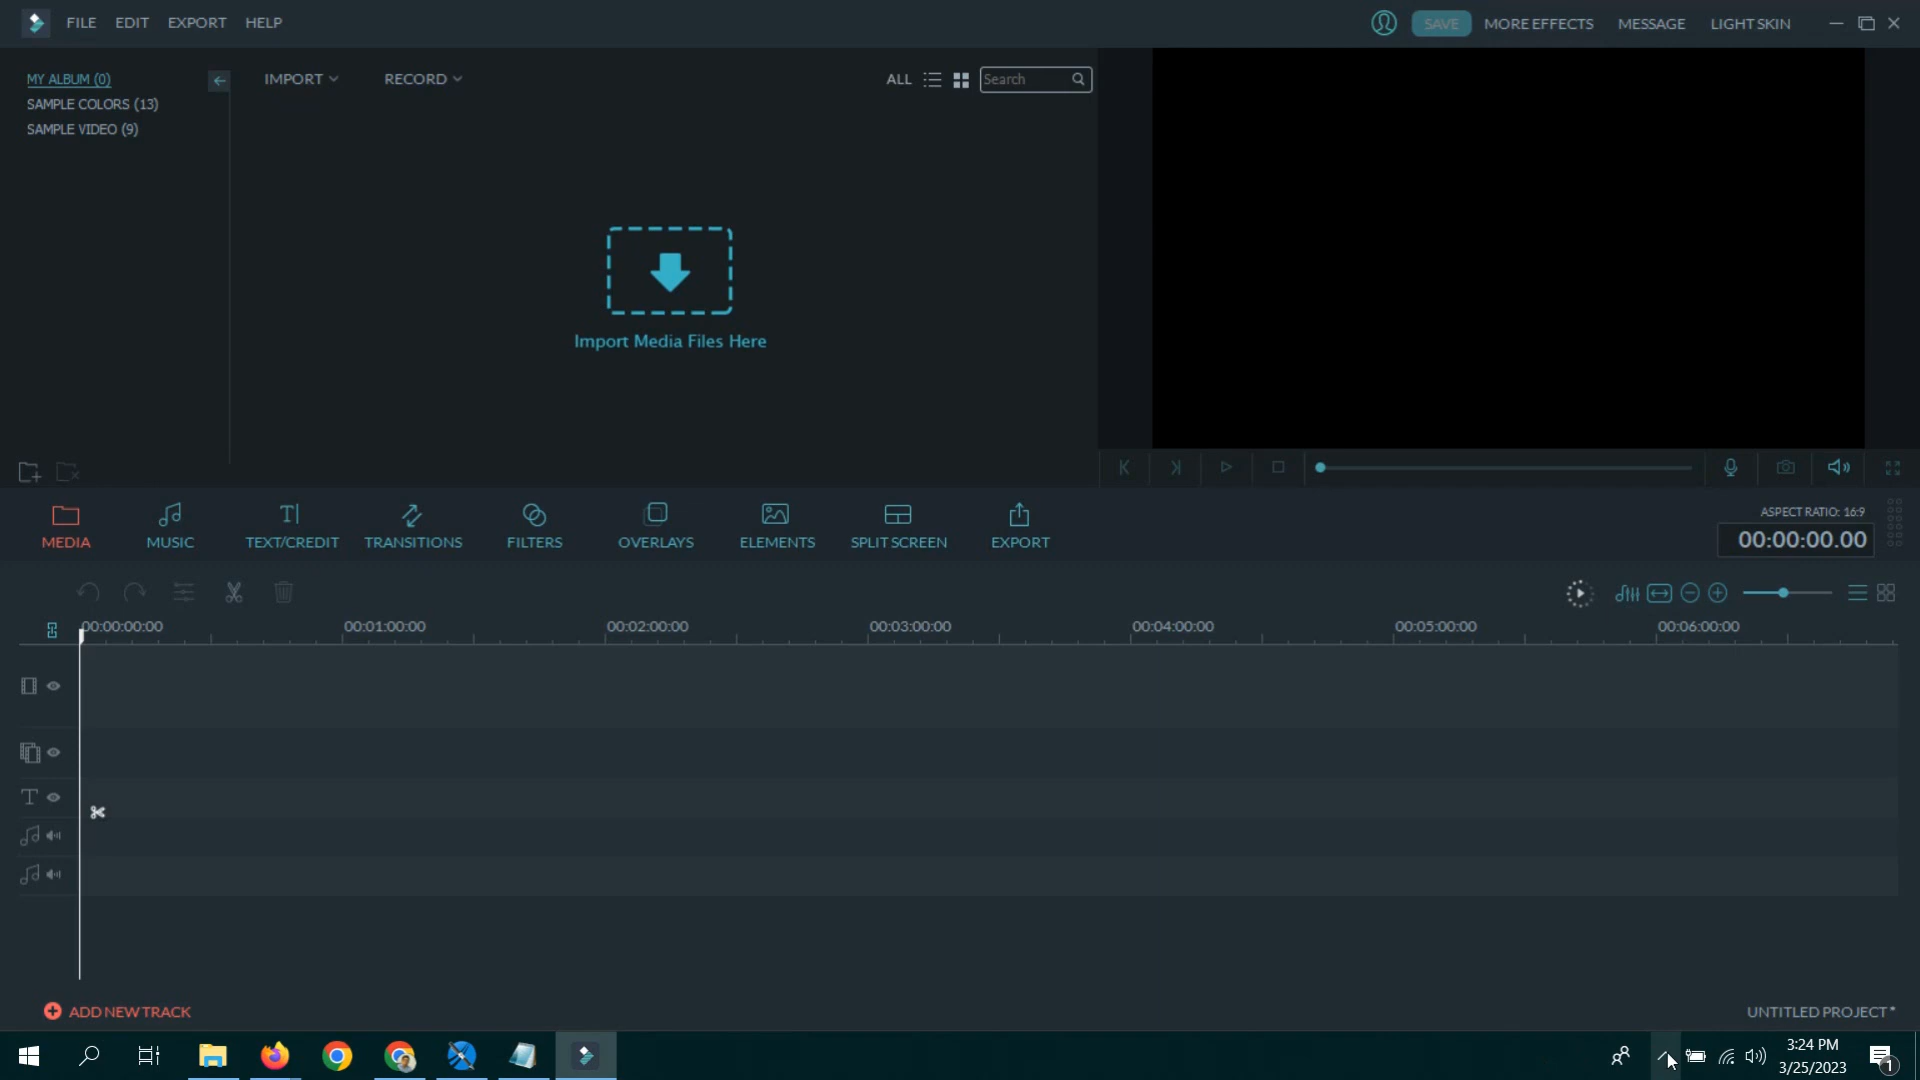 FILE EDIT EXPORT HELP
SAVE MORE EFFECTS MESSAGE LIGHT SKIN
MY ALBUM (0)
SAMPLE COLORS (13)
SAMPLE VIDEO (9)
IMPORT RECORD ALL Search
Import Media Files Here
MEDIA MUSIC TEXT/CREDIT TRANSITIONS FILTERS OVERLAYS ELEMENTS SPLIT SCREEN EXPORT
ASPECT RATIO: 16:9
00:00:00.00
00:00:00:00 00:01:00:00 00:02:00:00 00:03:00:00 00:04:00:00 00:05:00:00 00:06:00:00
ADD NEW TRACK
UNTITLED PROJECT *
3:24 PM
3/25/2023
1